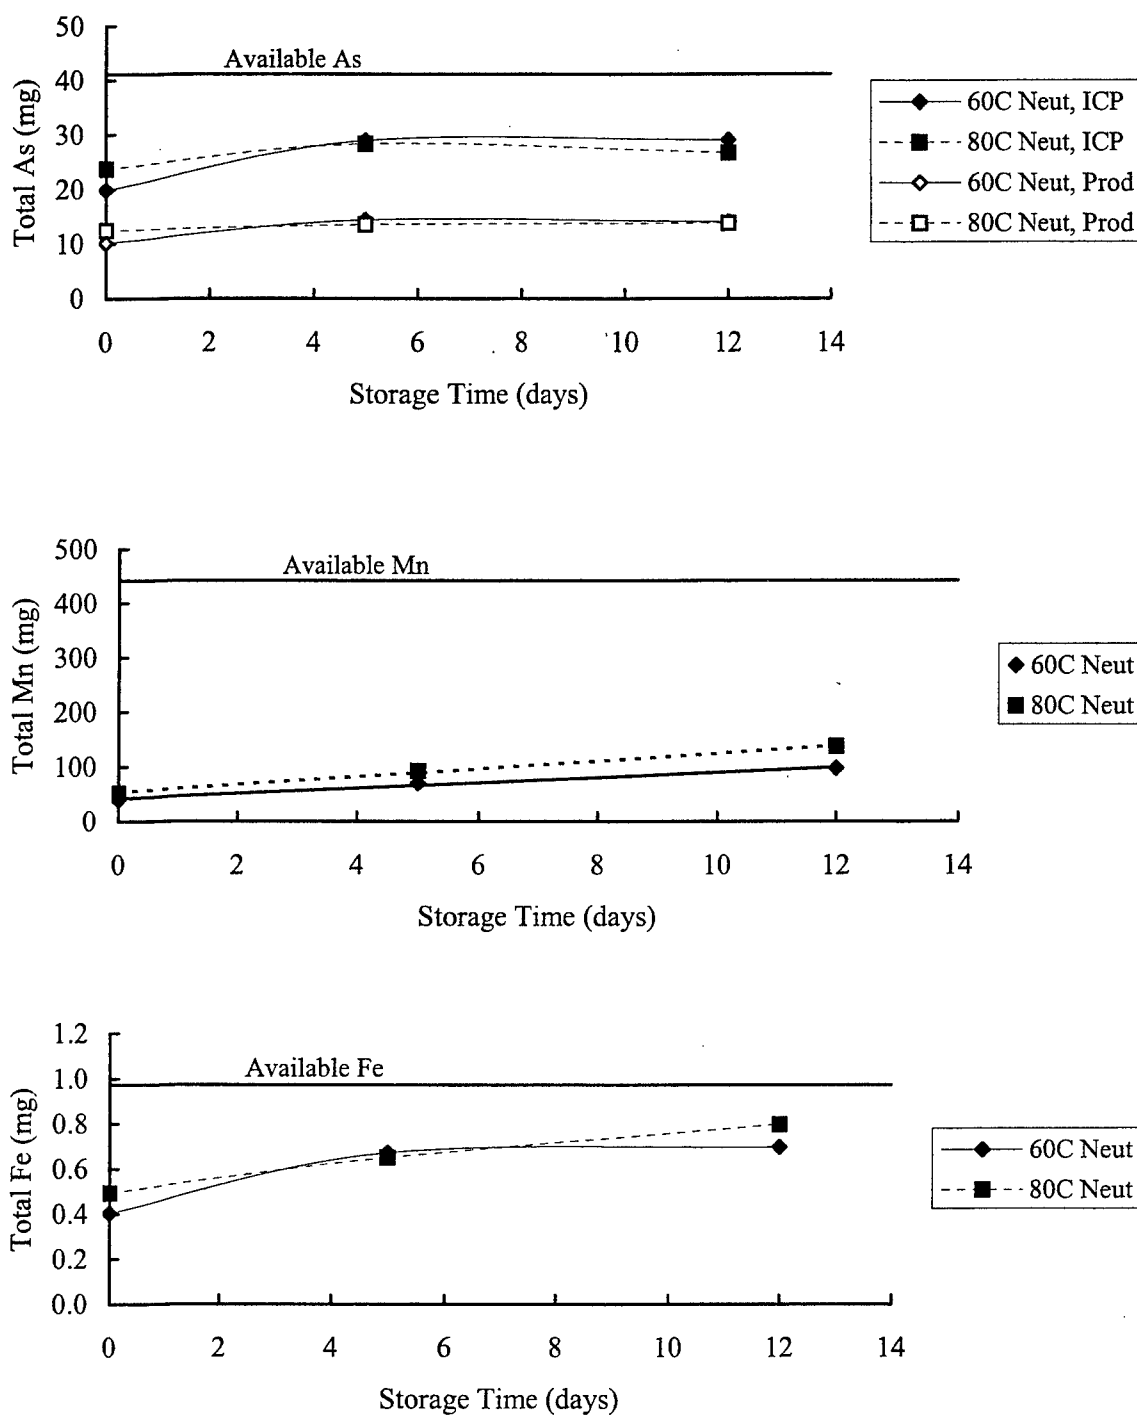 50
Available As
40
30
20
10
0
Total As (mg)
0 2 4 6 8 10 12 14
Storage Time (days)
60C Neut, ICP
80C Neut, ICP
60C Neut, Prod
80C Neut, Prod
500
Available Mn
400
300
200
100
0
Total Mn (mg)
0 2 4 6 8 10 12 14
Storage Time (days)
60C Neut
80C Neut
1.2
Available Fe
1.0
0.8
0.6
0.4
0.2
0.0
Total Fe (mg)
0 2 4 6 8 10 12 14
Storage Time (days)
60C Neut
80C Neut